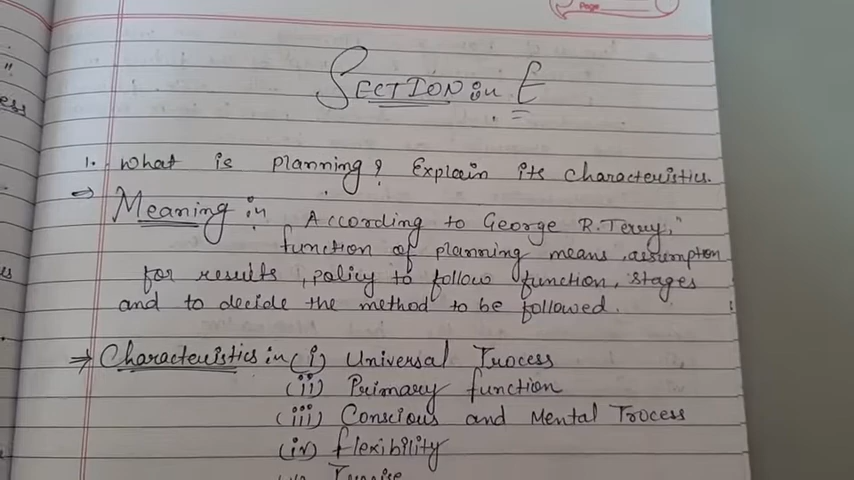 Page
SECTION :- E
ess
1. What is planning? Explain its characteristics.
⇒ Meaning :- According to George R. Terry, "
function of planning means, assumption
for results, policy to follow function, stages
and to decide the method to be followed.
⇒ Characteristics :- (i) Universal Process
(ii) Primary function
(iii) Conscious and Mental Process
(iv) flexibility